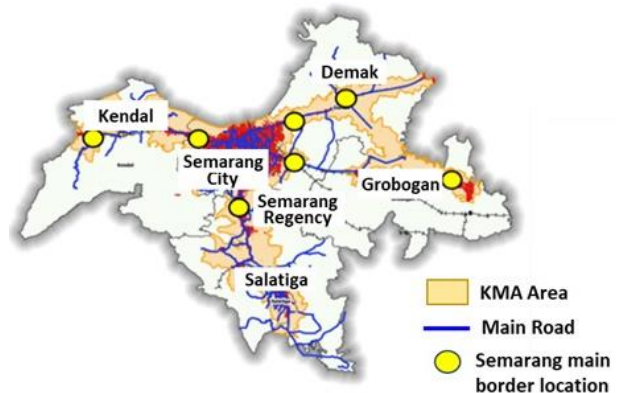 Demak
Kendal
Semarang
City
Grobogan
Semarang
Regency
Salatiga
KMA Area
Main Road
Semarang main
border location